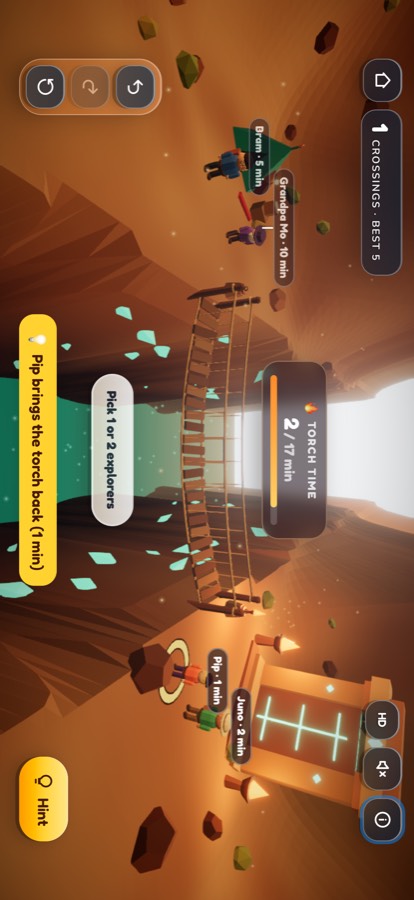 1 CROSSINGS · BEST 5
HD
🔥 TORCH TIME
2 / 17 min
Grandpa Mo · 10 min
Bram · 5 min
Juno · 2 min
Pip · 1 min
Pick 1 or 2 explorers
💡 Pip brings the torch back (1 min)
Hint